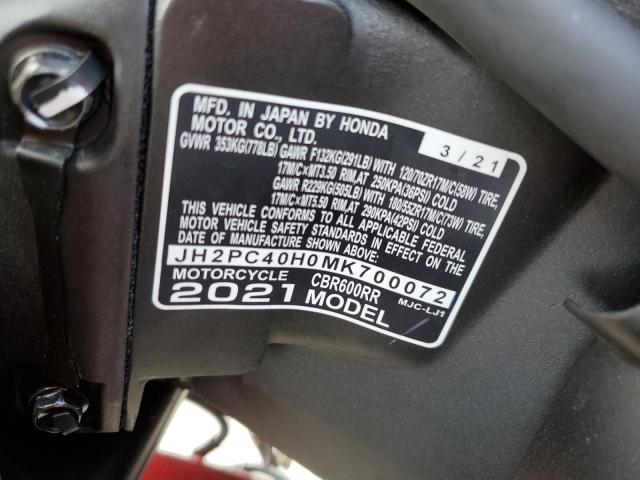 MFD. IN JAPAN BY HONDA
MOTOR CO., LTD.
3/21
GVWR 353KG(778LB) GAWR F132KG(291LB) WITH 120/70ZR17M/C(58W) TIRE,
17M/CxMT3.50 RIM,AT 250KPA(36PSI) COLD
GAWR R229KG(505LB) WITH 180/55ZR17M/C(73W) TIRE,
17M/CxMT5.50 RIM,AT 290KPA(42PSI) COLD
THIS VEHICLE CONFORMS TO ALL APPLICABLE FEDERAL
MOTOR VEHICLE SAFETY STANDARDS IN EFFECT ON THE
DATE OF MANUFACTURE SHOWN ABOVE:
JH2PC40H0MK700072
MOTORCYCLE CBR600RR MJC-LJ1
2021 MODEL